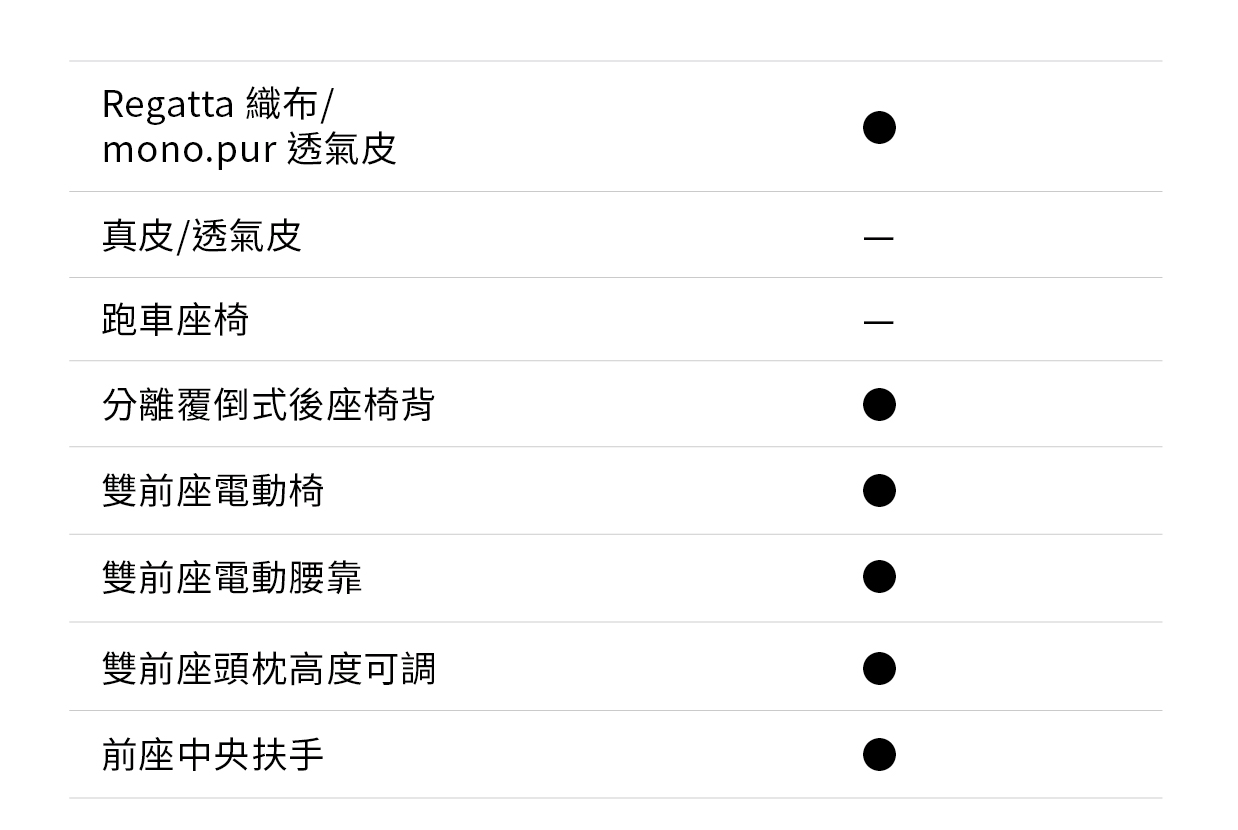 Regatta 織布/
mono.pur 透氣皮
●
真皮/透氣皮
—
跑車座椅
—
分離覆倒式後座椅背
●
雙前座電動椅
●
雙前座電動腰靠
●
雙前座頭枕高度可調
●
前座中央扶手
●